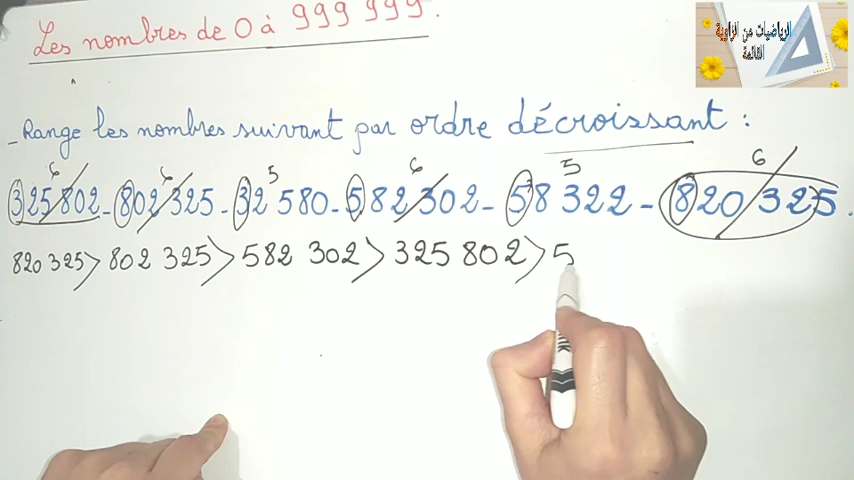 Les nombres de 0 à 999 999.
الرياضيات من الزاوية
القائمة
- Range les nombres suivant par ordre décroissant :
6 6 5 6 5 6
325 802 - 802 325 - 32 580 - 582 302 - 58 322 - 820 325.
820 325 > 802 325 > 582 302 > 325 802 > 5